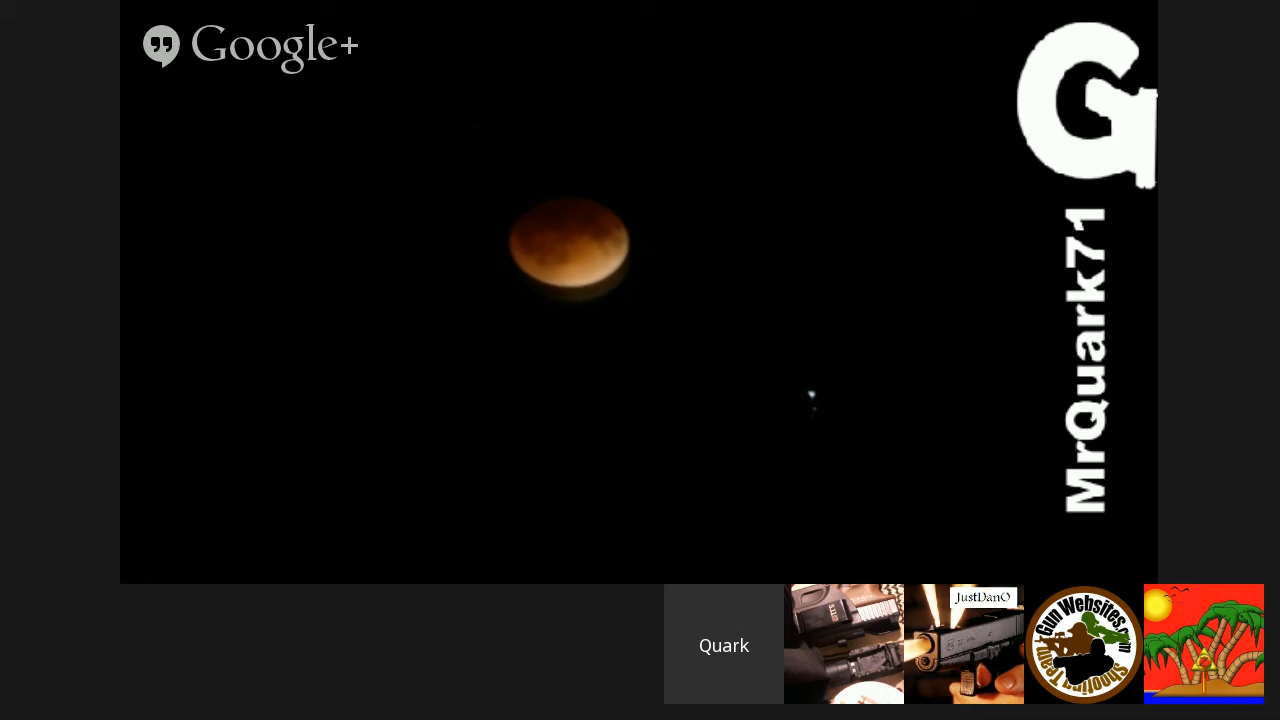 Google+
G
MrQuark71
Quark
JustDanO
Gun Websites.com
Shooting Team